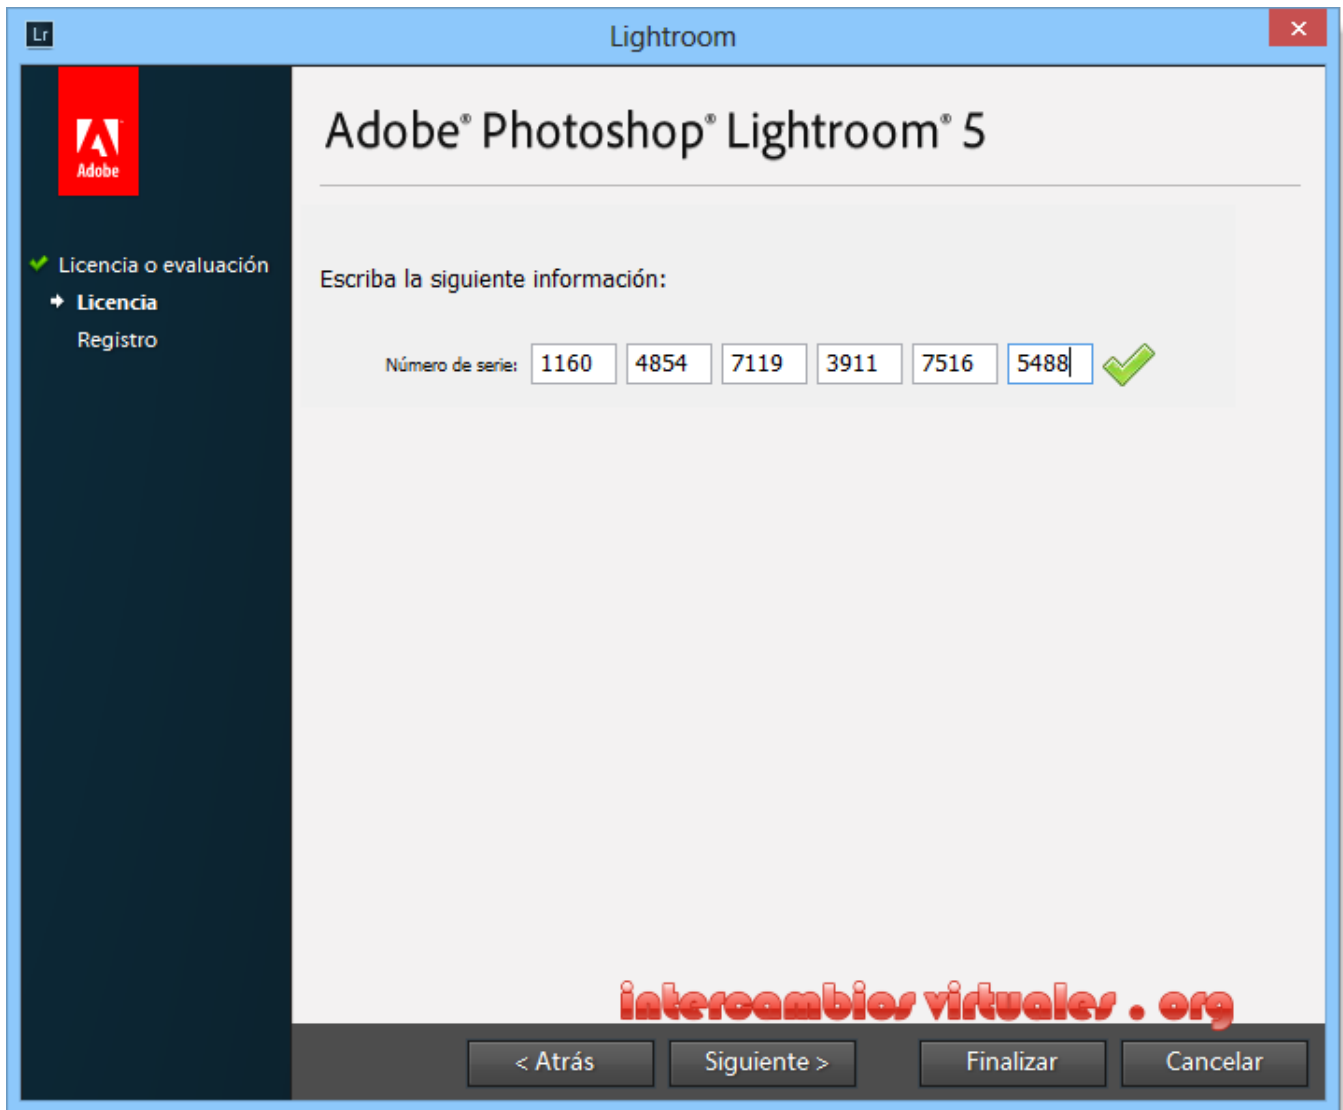 Lr
Lightroom
Adobe
Adobe® Photoshop® Lightroom® 5
Licencia o evaluación
Licencia
Registro
Escriba la siguiente información:
Número de serie: 1160 4854 7119 3911 7516 5488
intercambios virtuales . org
< Atrás Siguiente > Finalizar Cancelar